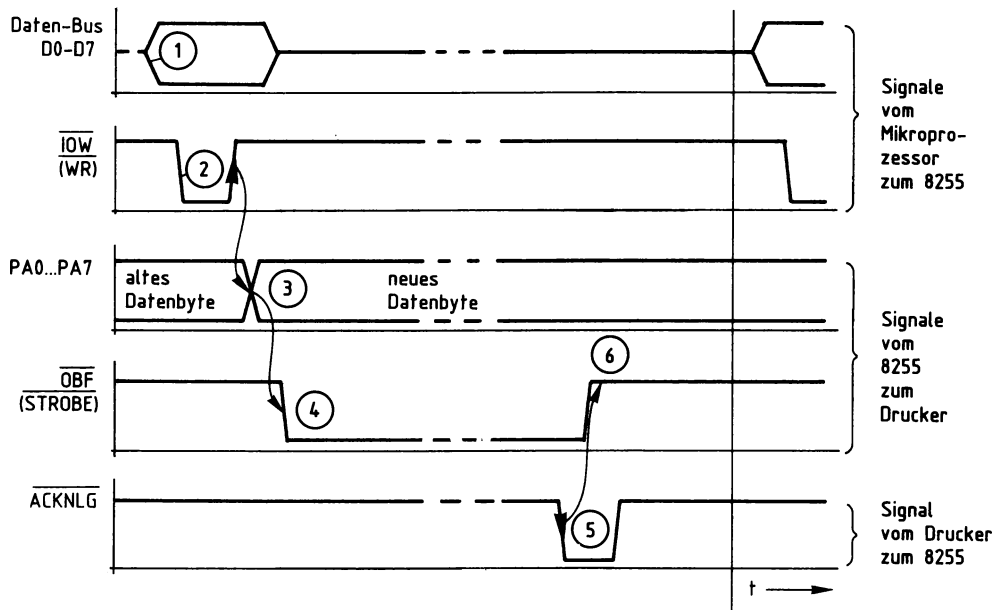 Daten-Bus
D0-D7
1
Signale
vom
Mikropro-
zessor
zum 8255
IOW
(WR)
2
PA0...PA7
altes
Datenbyte
3
neues
Datenbyte
Signale
vom
8255
zum
Drucker
6
OBF
(STROBE)
4
ACKNLG
5
Signal
vom Drucker
zum 8255
t